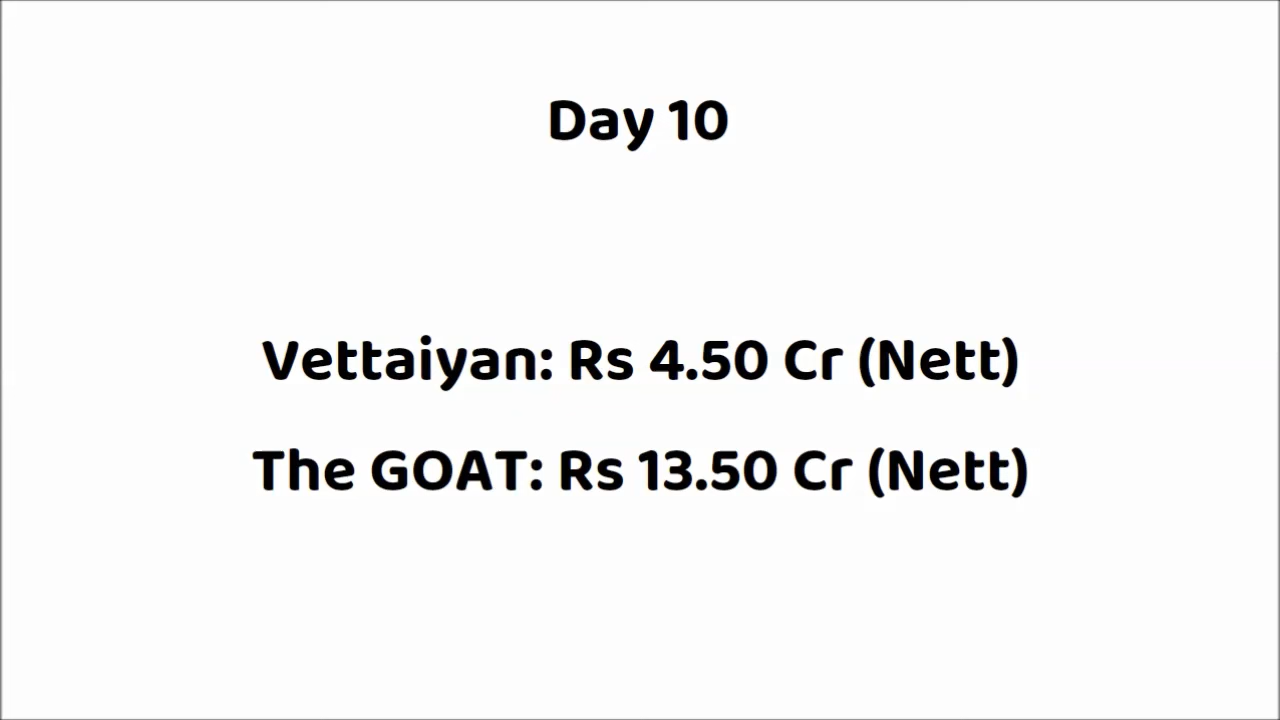 Day 10
Vettaiyan: Rs 4.50 Cr (Nett)
The GOAT: Rs 13.50 Cr (Nett)